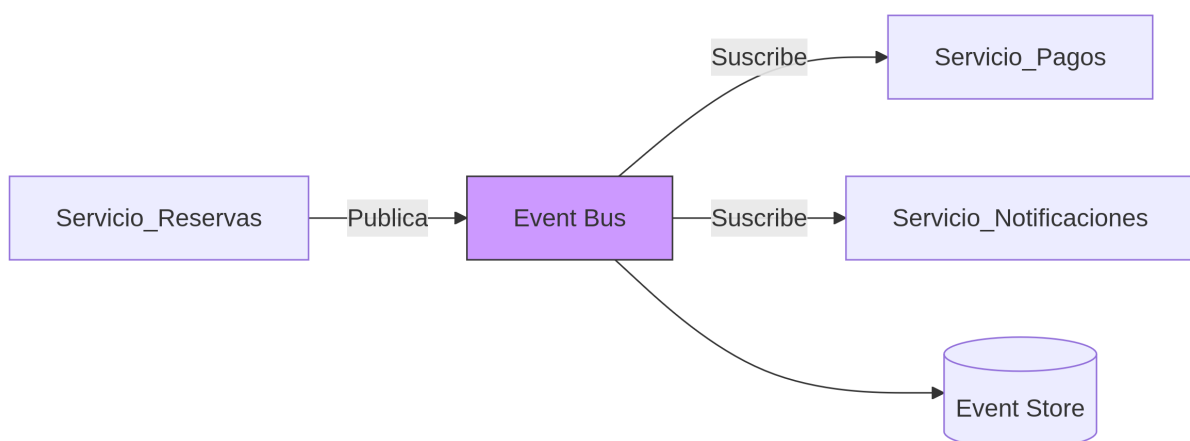 Suscribe
Servicio_Pagos
Servicio_Reservas
Publica
Event Bus
Suscribe
Servicio_Notificaciones
Event Store